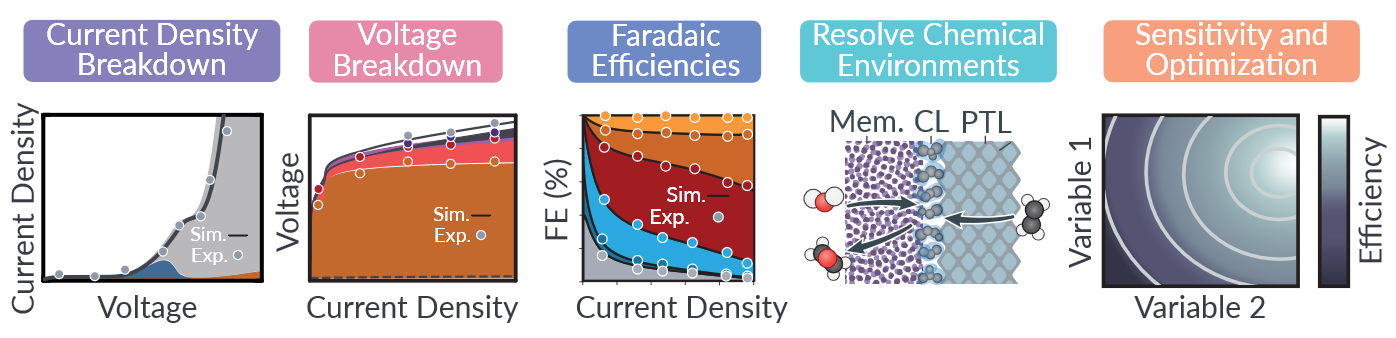 Current Density
Breakdown
Voltage
Breakdown
Faradaic
Efficiencies
Resolve Chemical
Environments
Sensitivity and
Optimization
Current Density
Sim.
Exp.
Voltage
Voltage
Sim.
Exp.
Current Density
FE (%)
Sim.
Exp.
Current Density
Mem. CL PTL
Variable 1
Variable 2
Efficiency